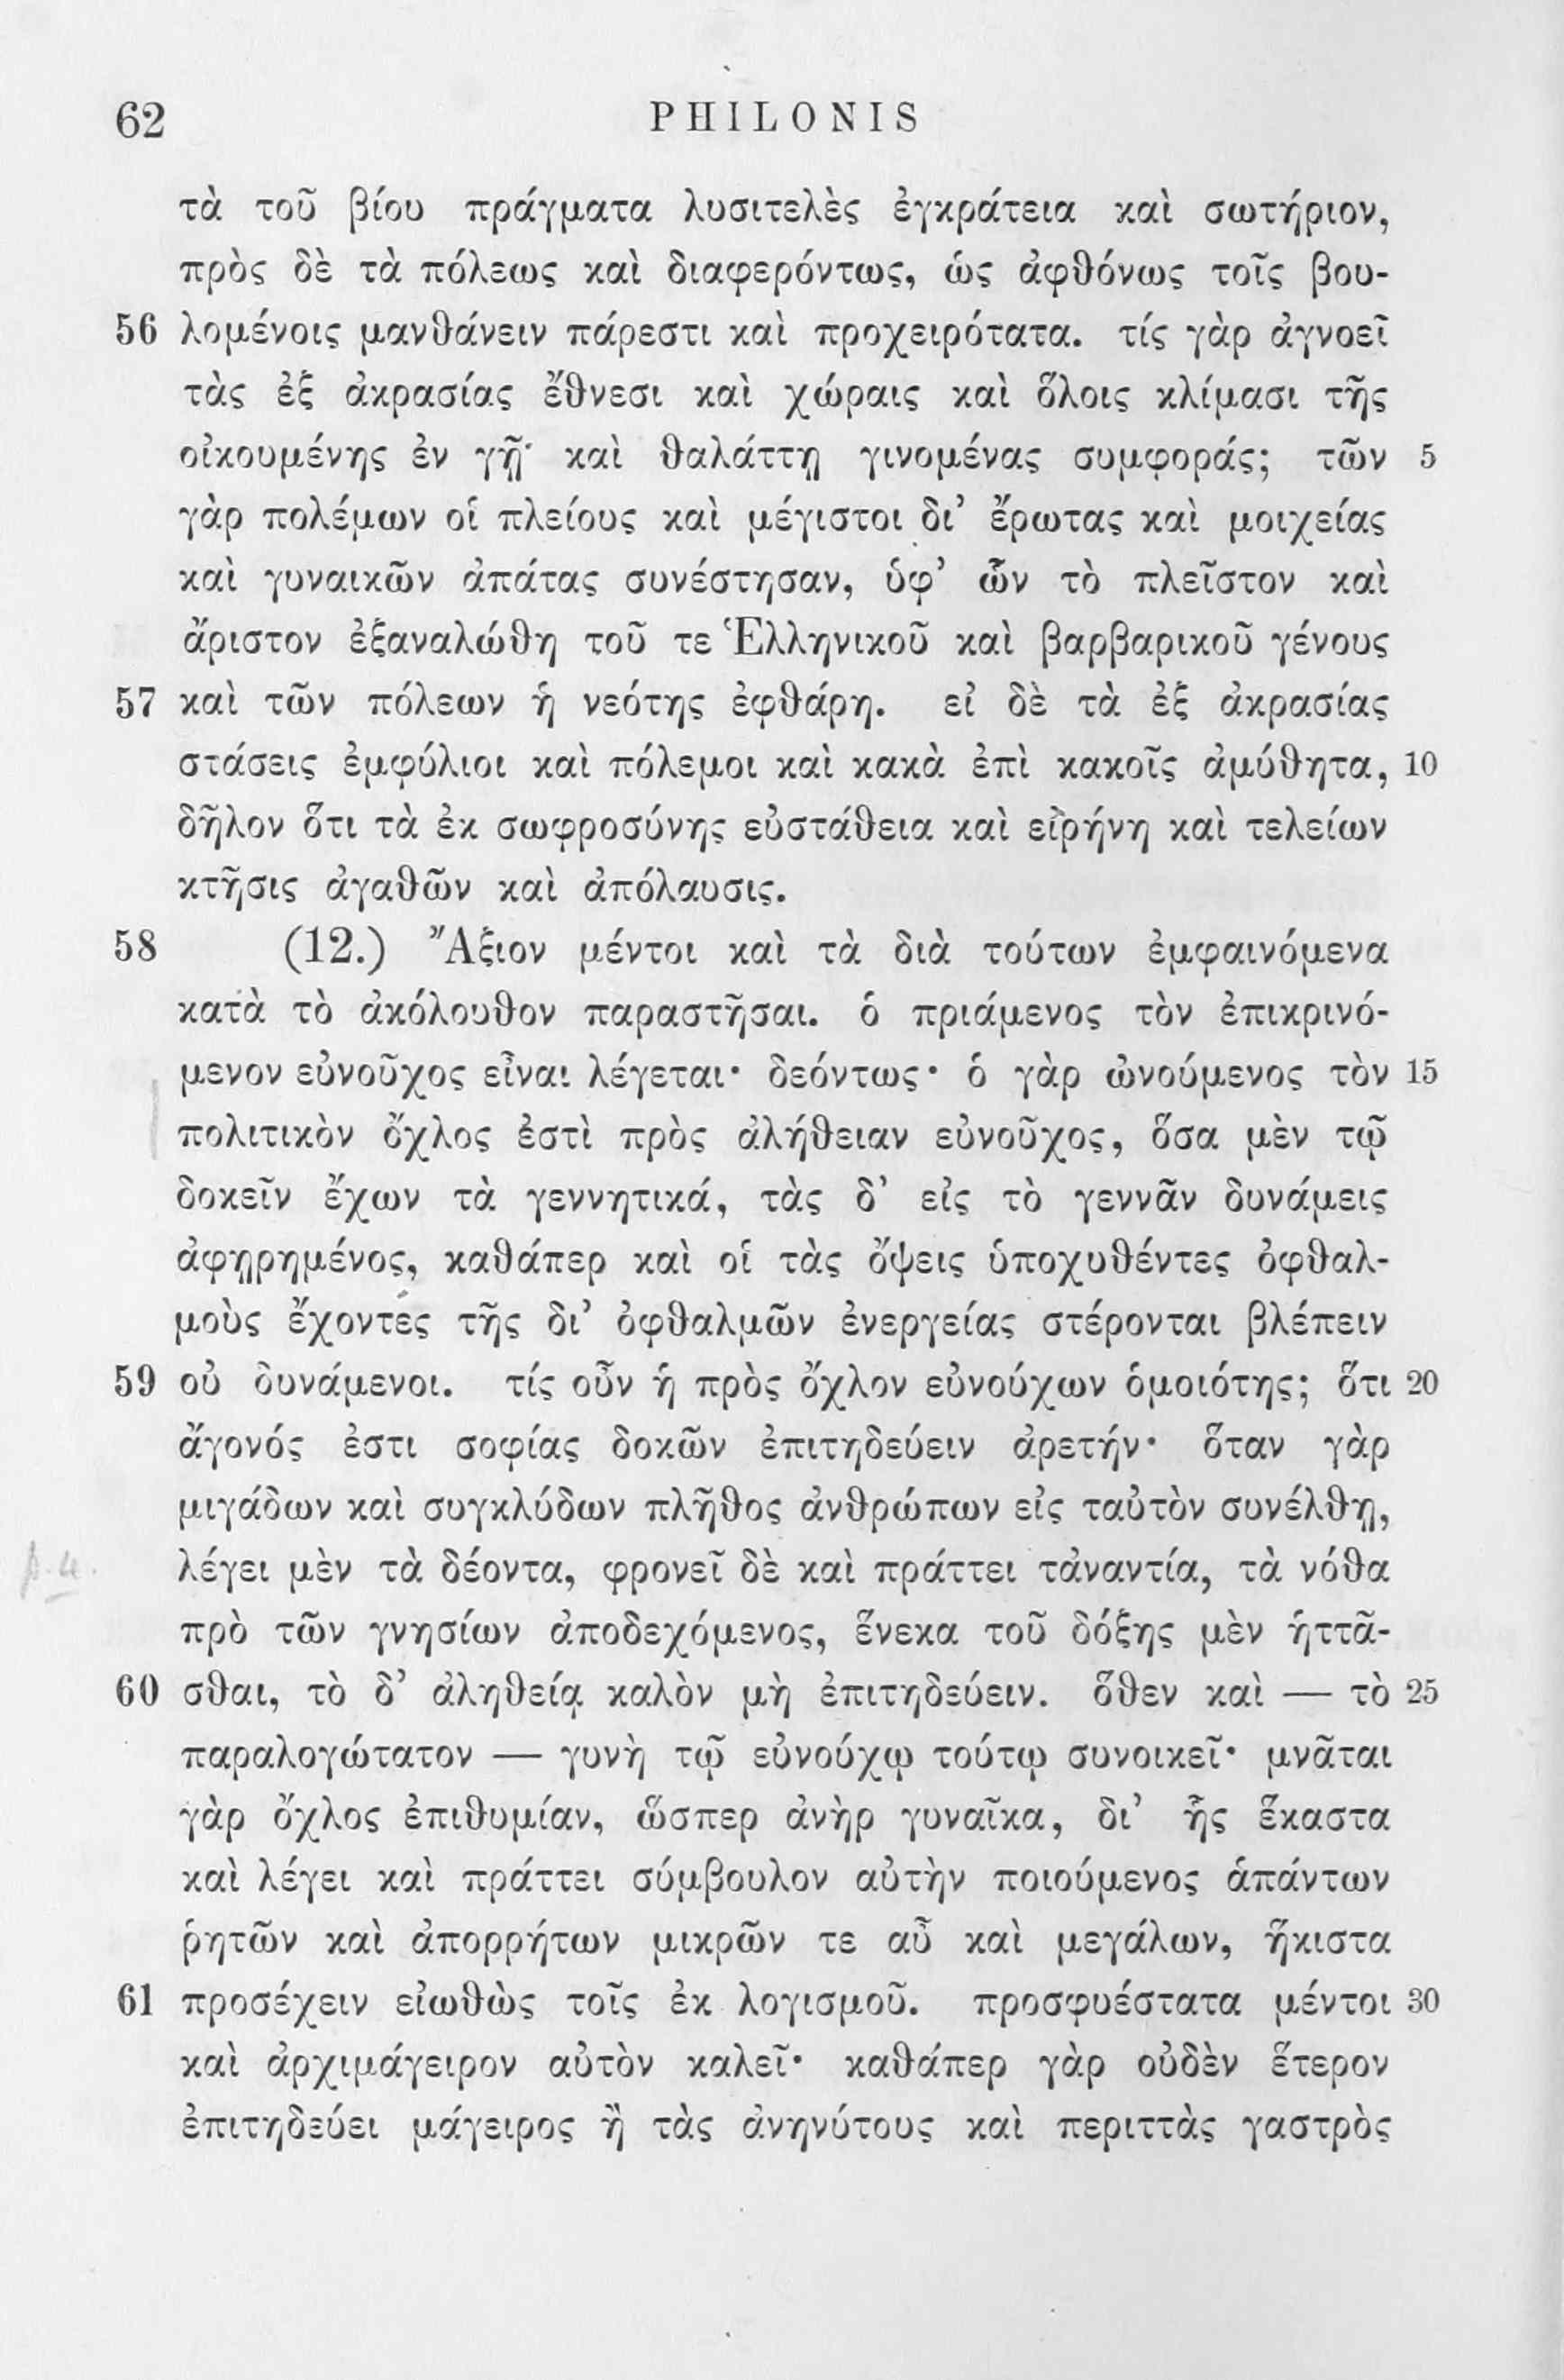 62 PHILONIS
τὰ τοῦ βίου πράγματα λυσιτελὲς ἐγκράτεια καὶ σωτήριον,
πρὸς δὲ τὰ πόλεως καὶ διαφερόντως, ὡς ἀφθόνως τοῖς βου-
56 λομένοις μανθάνειν πάρεστι καὶ προχειρότατα. τίς γὰρ ἀγνοεῖ
τὰς ἐξ ἀκρασίας ἔθνεσι καὶ χώραις καὶ ὅλοις κλίμασι τῆς
οἰκουμένης ἐν γῇ καὶ θαλάττῃ γινομένας συμφοράς; τῶν 5
γὰρ πολέμων οἱ πλείους καὶ μέγιστοι δι’ ἔρωτας καὶ μοιχείας
καὶ γυναικῶν ἀπάτας συνέστησαν, ὑφ’ ὧν τὸ πλεῖστον καὶ
ἄριστον ἐξαναλώθη τοῦ τε Ἑλληνικοῦ καὶ βαρβαρικοῦ γένους
57 καὶ τῶν πόλεων ἡ νεότης ἐφθάρη. εἰ δὲ τὰ ἐξ ἀκρασίας
στάσεις ἐμφύλιοι καὶ πόλεμοι καὶ κακὰ ἐπὶ κακοῖς ἀμύθητα, 10
δῆλον ὅτι τὰ ἐκ σωφροσύνης εὐστάθεια καὶ εἰρήνη καὶ τελείων
κτῆσις ἀγαθῶν καὶ ἀπόλαυσις.
58 (12.) Ἄξιον μέντοι καὶ τὰ διὰ τούτων ἐμφαινόμενα
κατὰ τὸ ἀκόλουθον παραστῆσαι. ὁ πριάμενος τὸν ἐπικρινό-
μενον εὐνοῦχος εἶναι λέγεται· δεόντως· ὁ γὰρ ὠνούμενος τὸν 15
πολιτικὸν ὄχλος ἐστὶ πρὸς ἀλήθειαν εὐνοῦχος, ὅσα μὲν τῷ
δοκεῖν ἔχων τὰ γεννητικά, τὰς δ’ εἰς τὸ γεννᾶν δυνάμεις
ἀφῃρημένος, καθάπερ καὶ οἱ τὰς ὄψεις ὑποχυθέντες ὀφθαλ-
μοὺς ἔχοντες τῆς δι’ ὀφθαλμῶν ἐνεργείας στέρονται βλέπειν
59 οὐ δυνάμενοι. τίς οὖν ἡ πρὸς ὄχλον εὐνούχων ὁμοιότης; ὅτι 20
ἄγονός ἐστι σοφίας δοκῶν ἐπιτηδεύειν ἀρετήν· ὅταν γὰρ
μιγάδων καὶ συγκλύδων πλῆθος ἀνθρώπων εἰς ταὐτὸν συνέλθῃ,
λέγει μὲν τὰ δέοντα, φρονεῖ δὲ καὶ πράττει τἀναντία, τὰ νόθα
πρὸ τῶν γνησίων ἀποδεχόμενος, ἕνεκα τοῦ δόξης μὲν ἡττᾶ-
60 σθαι, τὸ δ’ ἀληθείᾳ καλὸν μὴ ἐπιτηδεύειν. ὅθεν καὶ — τὸ 25
παραλογώτατον — γυνὴ τῷ εὐνούχῳ τούτῳ συνοικεῖ· μνᾶται
γὰρ ὄχλος ἐπιθυμίαν, ὥσπερ ἀνὴρ γυναῖκα, δι’ ἧς ἕκαστα
καὶ λέγει καὶ πράττει σύμβουλον αὐτὴν ποιούμενος ἁπάντων
ῥητῶν καὶ ἀπορρήτων μικρῶν τε αὖ καὶ μεγάλων, ἥκιστα
61 προσέχειν εἰωθὼς τοῖς ἐκ λογισμοῦ. προσφυέστατα μέντοι 30
καὶ ἀρχιμάγειρον αὐτὸν καλεῖ· καθάπερ γὰρ οὐδὲν ἕτερον
ἐπιτηδεύει μάγειρος ἢ τὰς ἀνηνύτους καὶ περιττὰς γαστρὸς